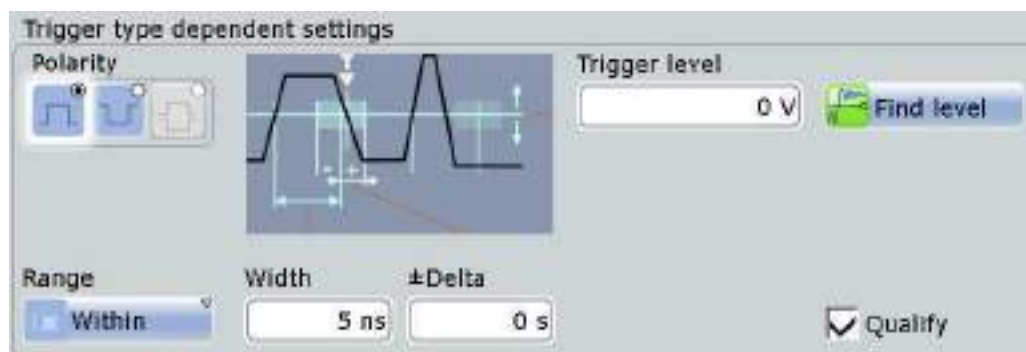 Trigger type dependent settings
Polarity
Trigger level
0 V
Find level
Range
Width
±Delta
Within
5 ns
0 s
Qualify